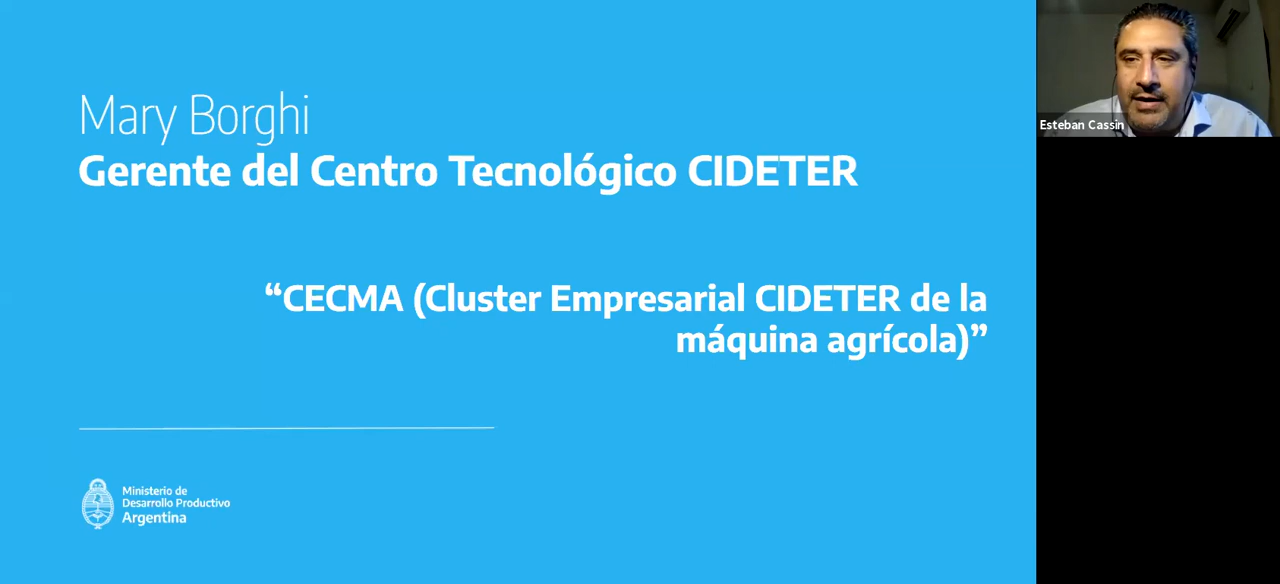 Mary Borghi
Gerente del Centro Tecnológico CIDETER
“CECMA (Cluster Empresarial CIDETER de la
máquina agrícola)”
Ministerio de
Desarrollo Productivo
Argentina
Esteban Cassin